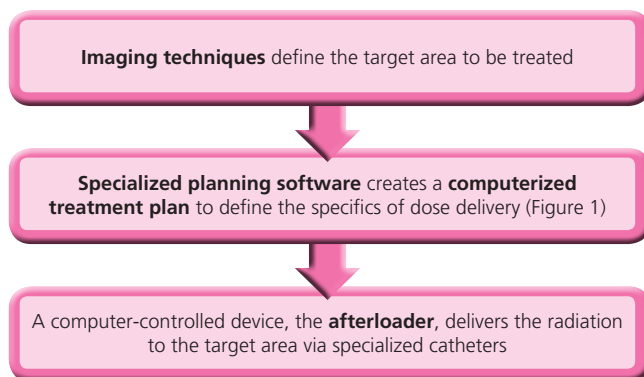 Imaging techniques define the target area to be treated
Specialized planning software creates a computerized
treatment plan to define the specifics of dose delivery (Figure 1)
A computer-controlled device, the afterloader, delivers the radiation
to the target area via specialized catheters